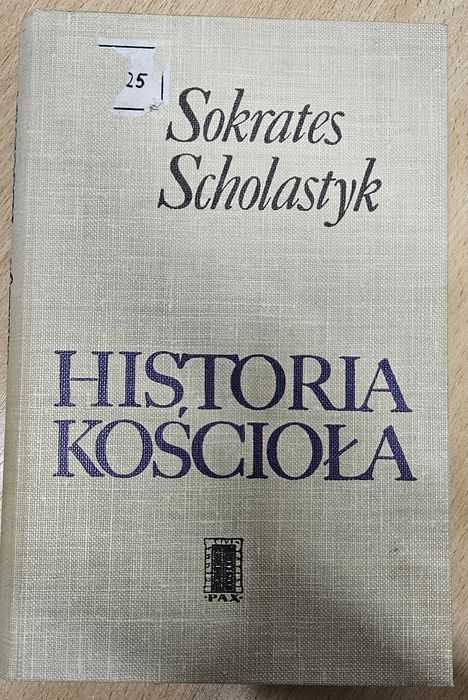 25
Sokrates
Scholastyk
HISTORIA
KOŚCIOŁA
·PAX·